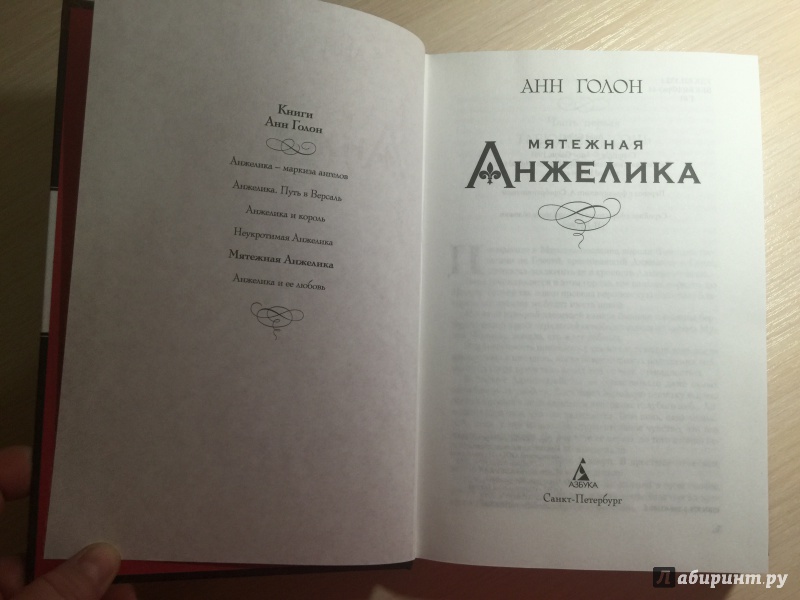 Книги
Анн Голон
Анжелика – маркиза ангелов
Анжелика. Путь в Версаль
Анжелика и король
Неукротимая Анжелика
Мятежная Анжелика
Анжелика и ее любовь
АНН ГОЛОН
МЯТЕЖНАЯ
АНЖЕЛИКА
АЗБУКА
Санкт-Петербург
Лабиринт.ру